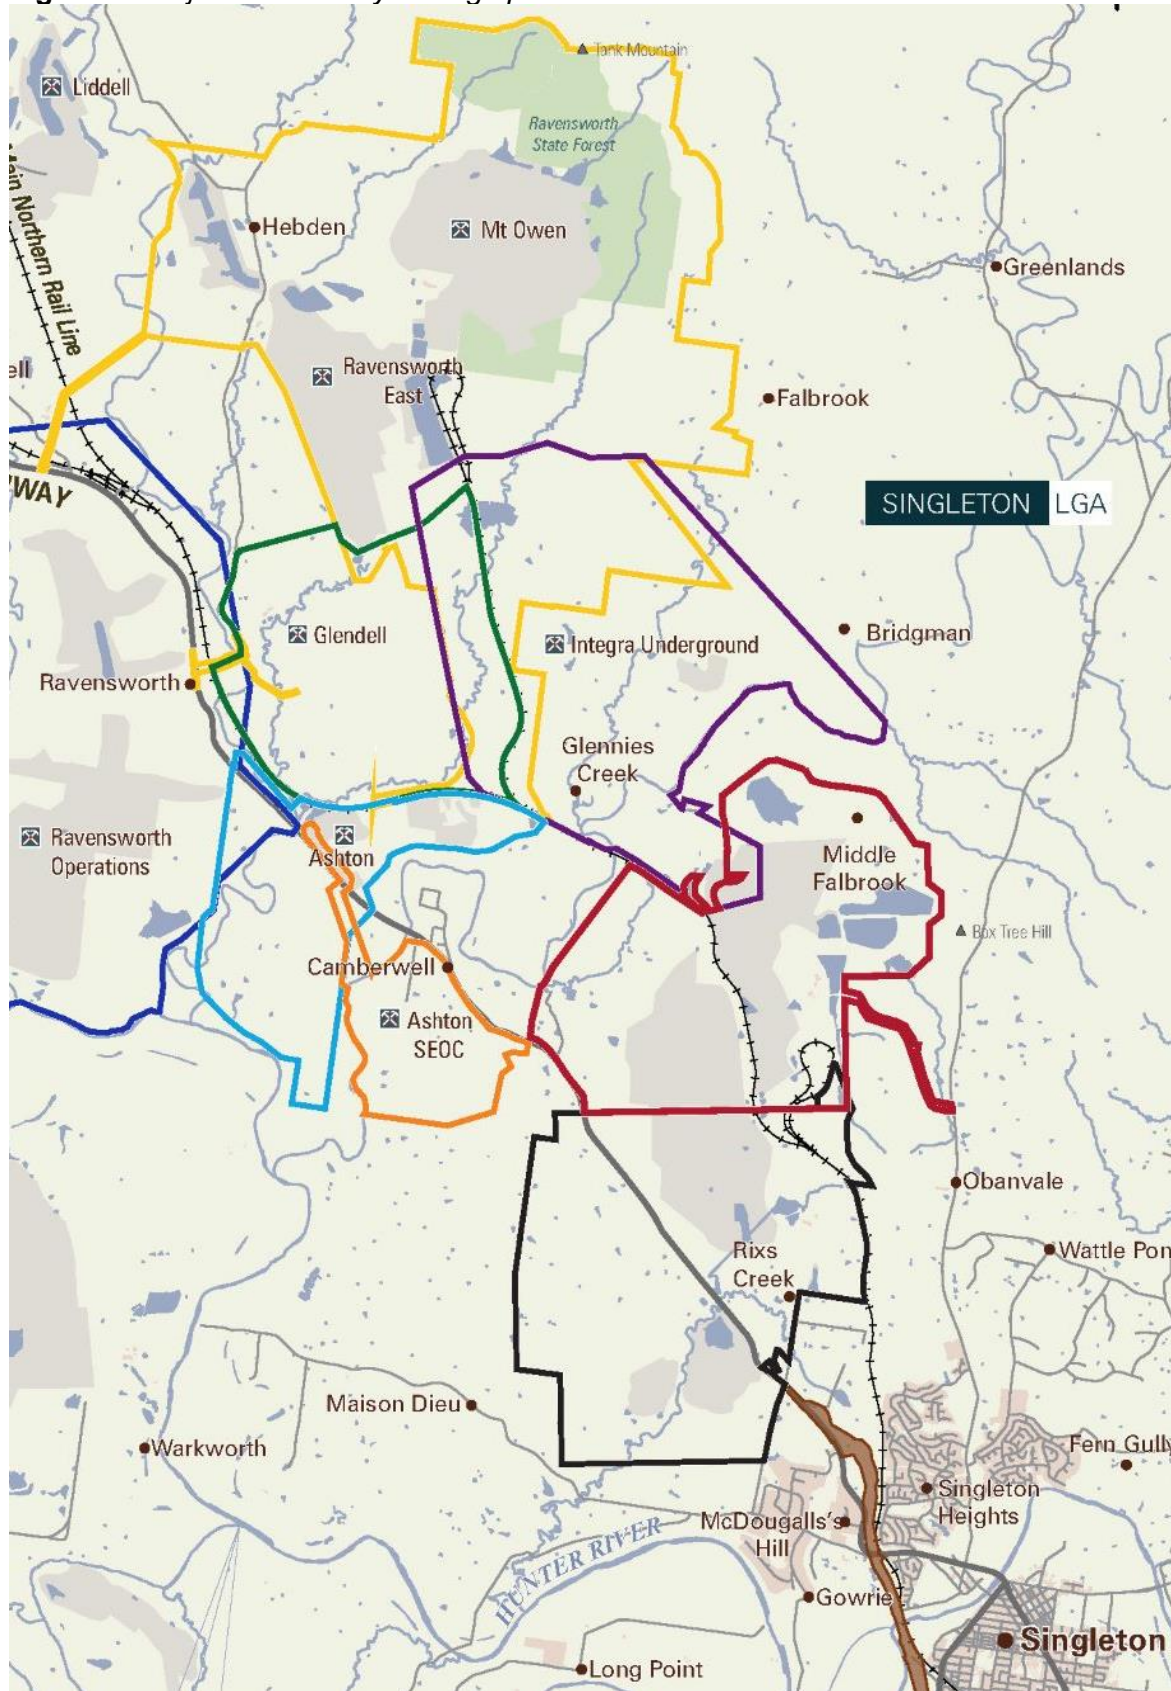 Tank Mountain
Liddell
Ravensworth
State Forest
Main Northern Rail Line
Hebden
Mt Owen
Greenlands
ell
Ravensworth
East
Falbrook
WAY
SINGLETON LGA
Glendell
Integra Underground
Bridgman
Ravensworth
Glennies
Creek
Ravensworth
Operations
Ashton
Middle
Falbrook
Box Tree Hill
Camberwell
Ashton
SEOC
Obanvale
Rixs
Creek
Wattle Pon
Maison Dieu
Warkworth
Fern Gully
Singleton
Heights
McDougalls's
Hill
HUNTER RIVER
Gowrie
Singleton
Long Point